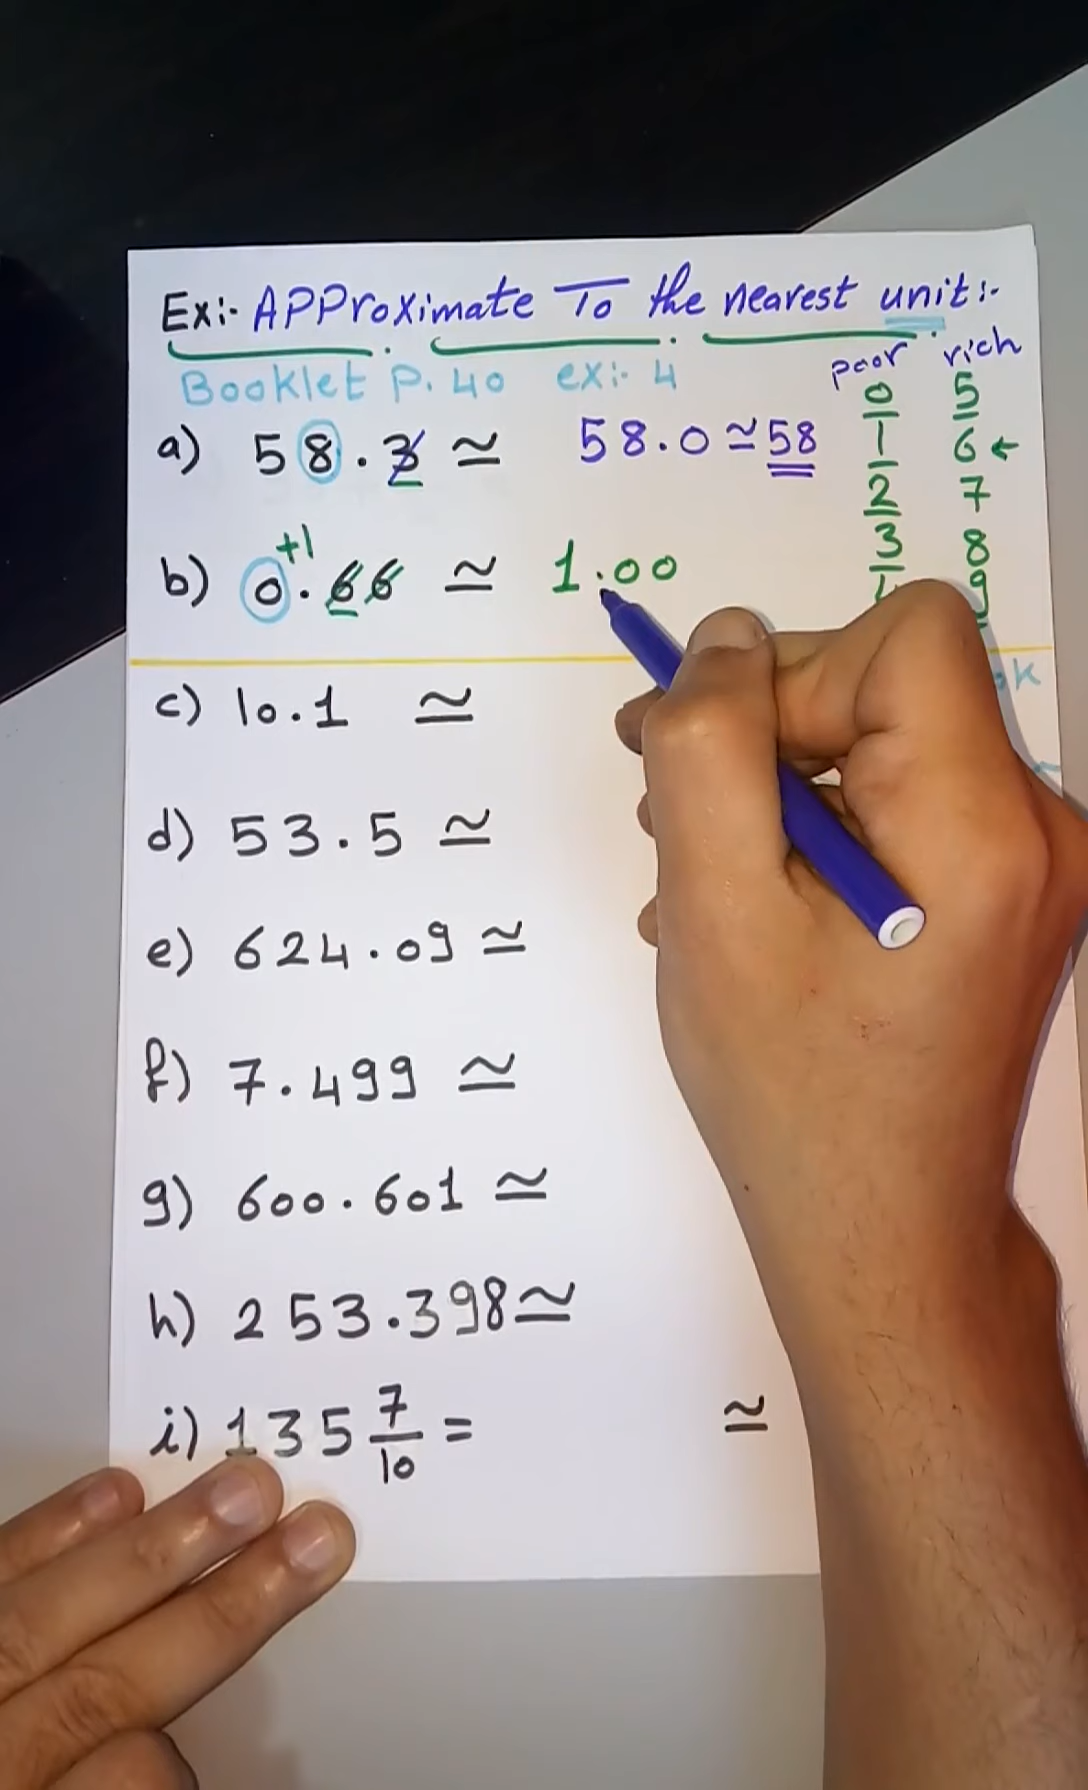 Ex:- APProximate To the nearest unit:-
Booklet P. 40 ex:- 4
poor rich
0 5
1 6 ←
2 7
3 8
9
a) 58.3 ≃ 58.0 ≃ 58
+1
b) 0.66 ≃ 1.00
c) 10.1 ≃
d) 53.5 ≃
e) 624.09 ≃
f) 7.499 ≃
g) 600.601 ≃
h) 253.398 ≃
i) 135 7/10 = ≃